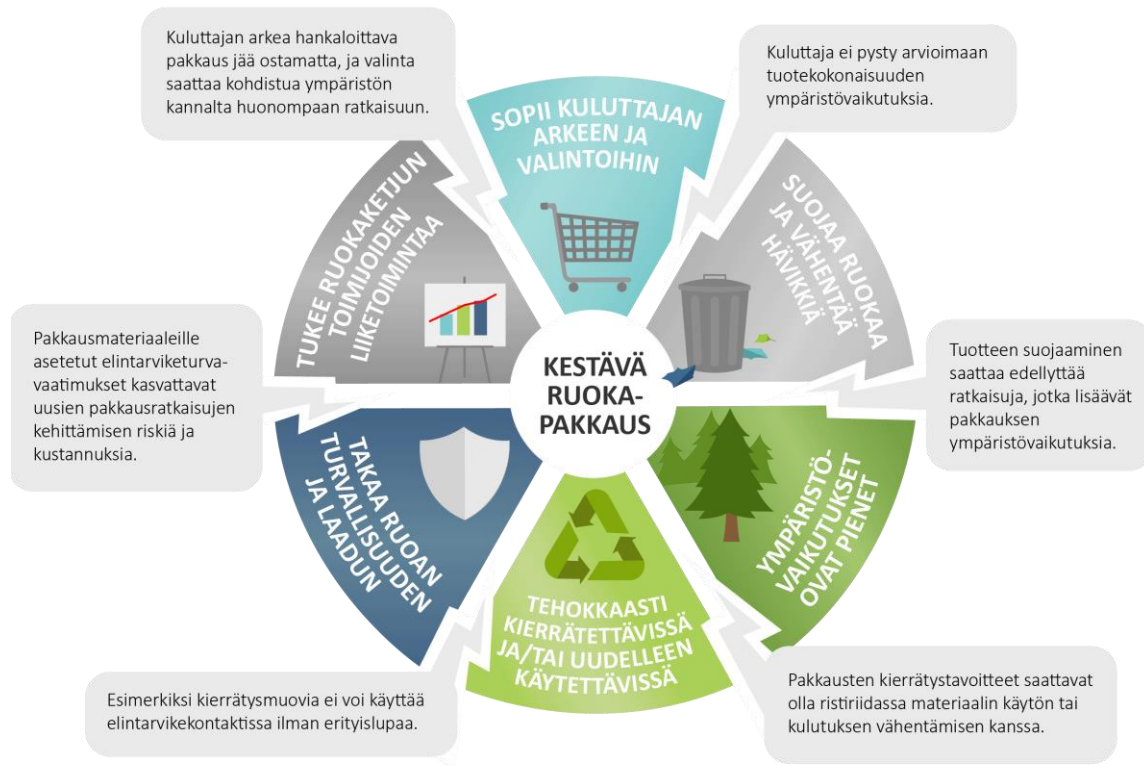 Kuluttajan arkea hankaloittava
pakkaus jää ostamatta, ja valinta
saattaa kohdistua ympäristön
kannalta huonompaan ratkaisuun.
Kuluttaja ei pysty arvioimaan
tuotekokonaisuuden
ympäristövaikutuksia.
SOPII KULUTTAJAN
ARKEEN JA
VALINTOIHIN
TUKEE RUOKAKETJUN
TOIMIJOIDEN
LIIKETOIMINTAA
SUOJAA RUOKAA
JA VÄHENTÄÄ
HÄVIKKIÄ
Pakkausmateriaaleille
asetetut elintarviketurva-
vaatimukset kasvattavat
uusien pakkausratkaisujen
kehittämisen riskiä ja
kustannuksia.
KESTÄVÄ
RUOKA-
PAKKAUS
Tuotteen suojaaminen
saattaa edellyttää
ratkaisuja, jotka lisäävät
pakkauksen
ympäristövaikutuksia.
TAKAA RUOAN
TURVALLISUUDEN
JA LAADUN
YMPÄRISTÖ-
VAIKUTUKSET
OVAT PIENET
TEHOKKAASTI
KIERRÄTETTÄVISSÄ
JA/TAI UUDELLEEN
KÄYTETTÄVISSÄ
Esimerkiksi kierrätysmuovia ei voi käyttää
elintarvikekontaktissa ilman erityislupaa.
Pakkausten kierrätystavoitteet saattavat
olla ristiriidassa materiaalin käytön tai
kulutuksen vähentämisen kanssa.